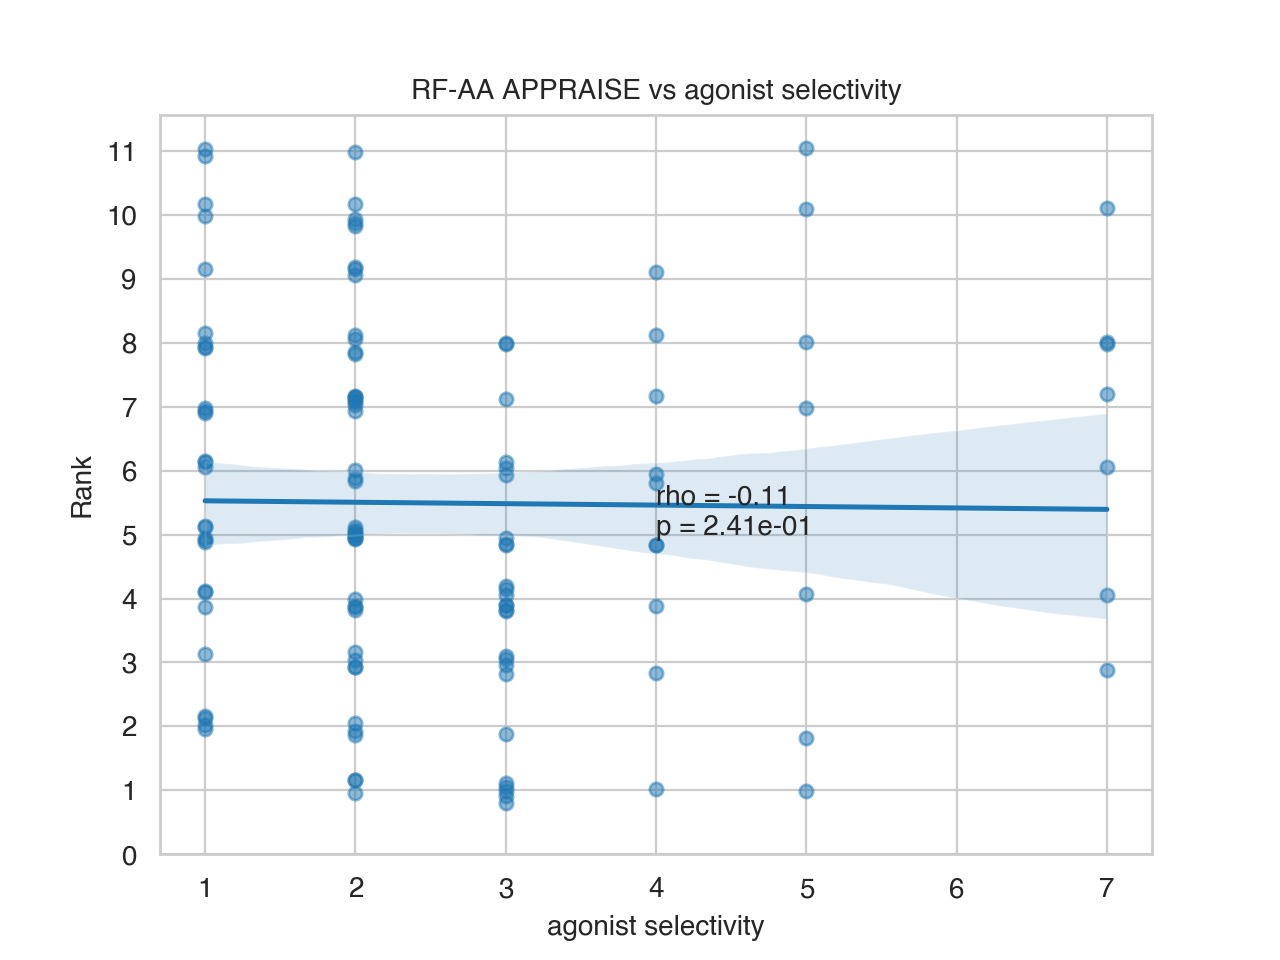 RF-AA APPRAISE vs agonist selectivity
11
10
9
8
7
6
5
4
3
2
1
0
Rank
rho = -0.11
p = 2.41e-01
1 2 3 4 5 6 7
agonist selectivity